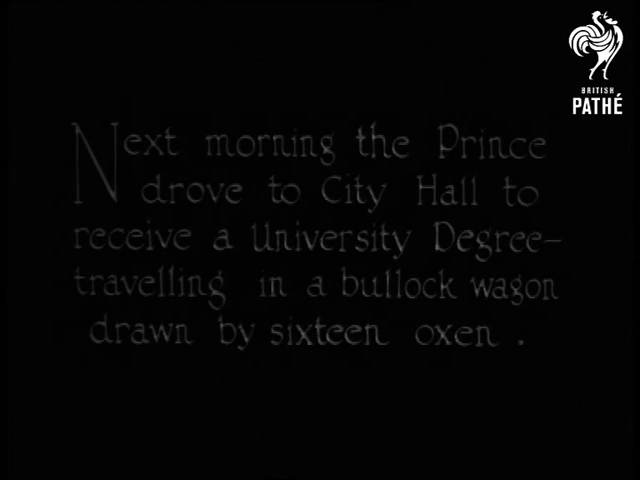 BRITISH
PATHÉ
Next morning the Prince
drove to City Hall to
receive a University Degree—
travelling in a bullock wagon
drawn by sixteen oxen .